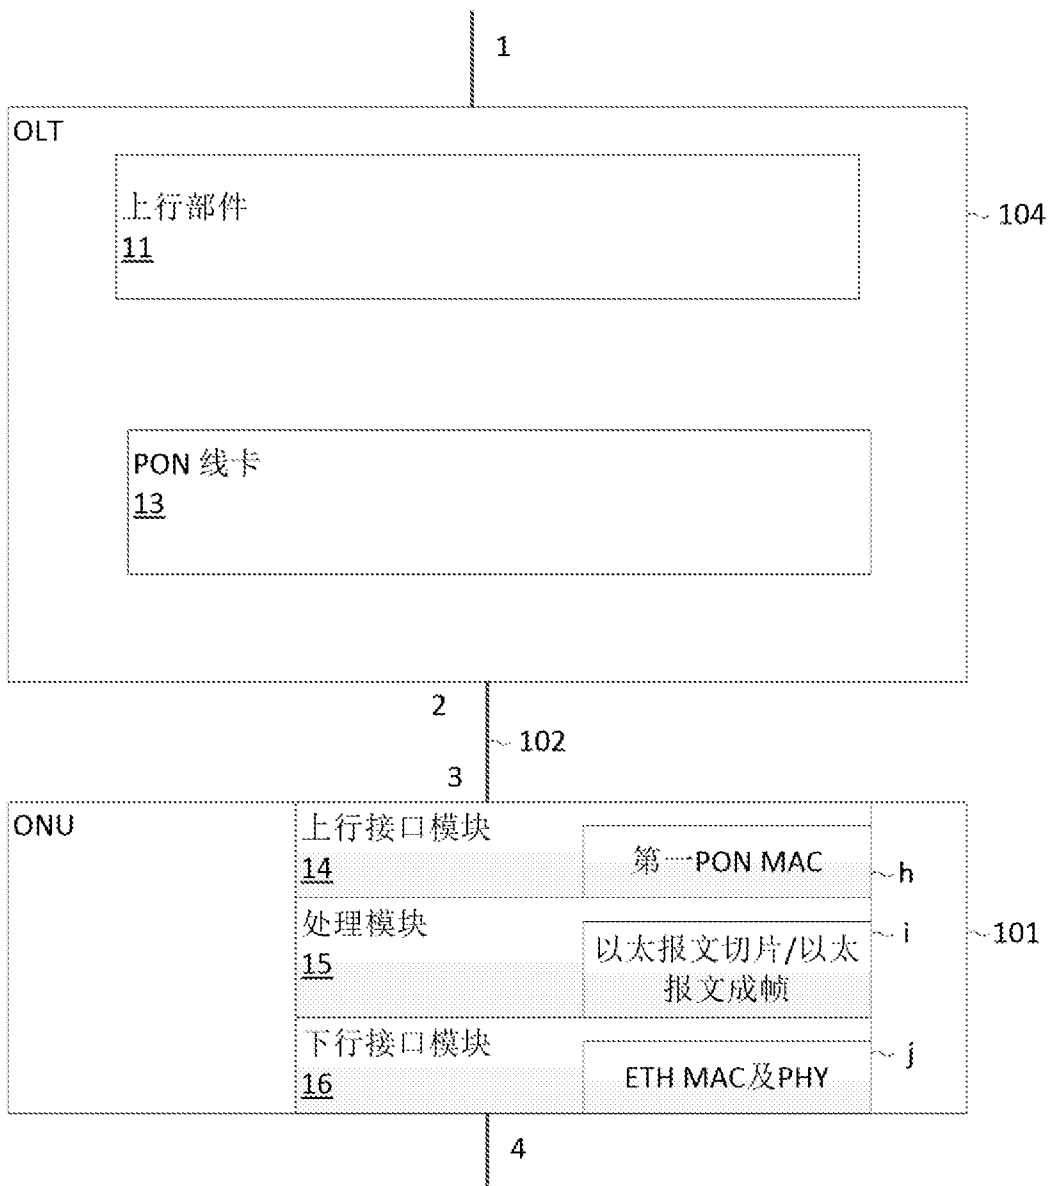 1
OLT
上行部件
11
104
PON 线卡
13
2
102
3
ONU
上行接口模块
14
第一PON MAC
h
处理模块
15
以太报文切片/以太
报文成帧
i
101
下行接口模块
16
ETH MAC及PHY
j
4